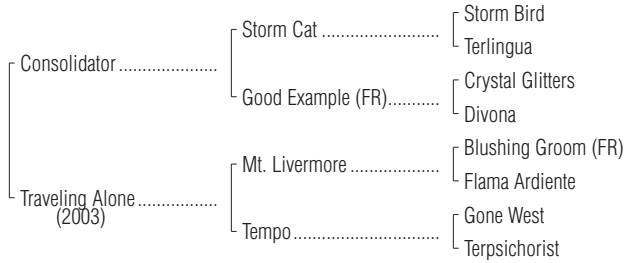 Storm Bird
Storm Cat ........................
Terlingua
Consolidator ....................
Crystal Glitters
Good Example (FR)...........
Divona
Blushing Groom (FR)
Mt. Livermore ..................
Flama Ardiente
Traveling Alone ................
(2003)
Gone West
Tempo..............................
Terpsichorist